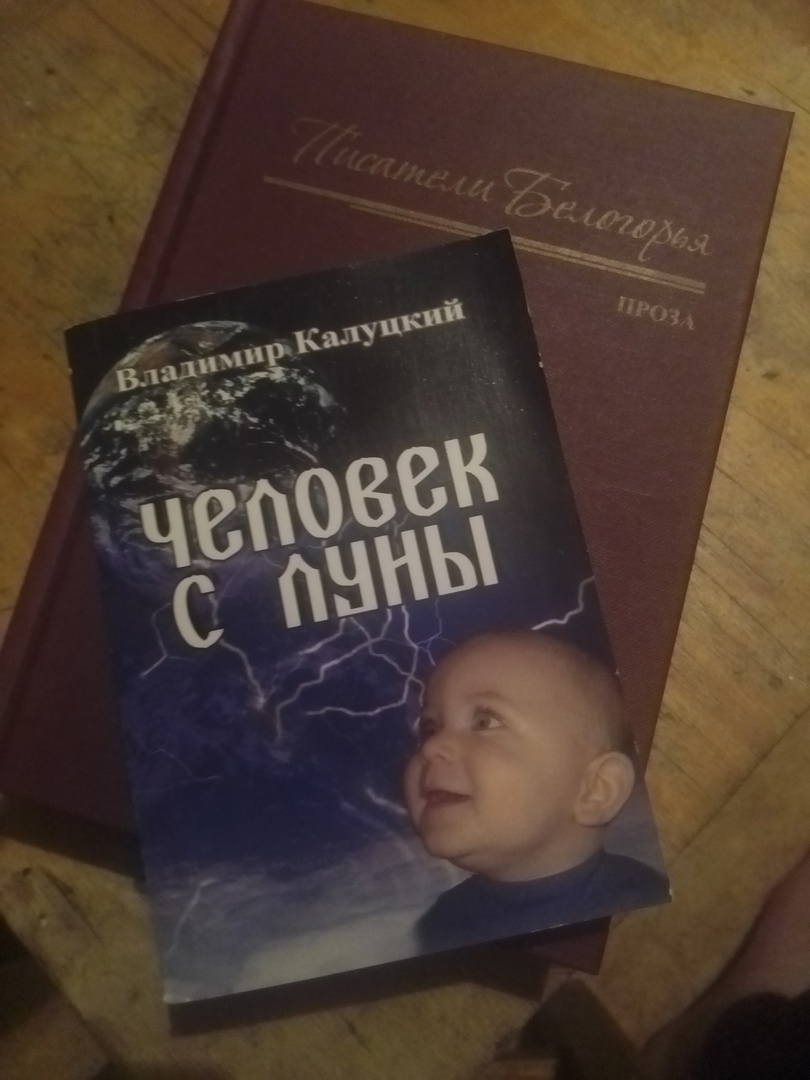 Писатели Белогорья
ПРОЗА
Владимир Калуцкий
ЧЕЛОВЕК
С ЛУНЫ